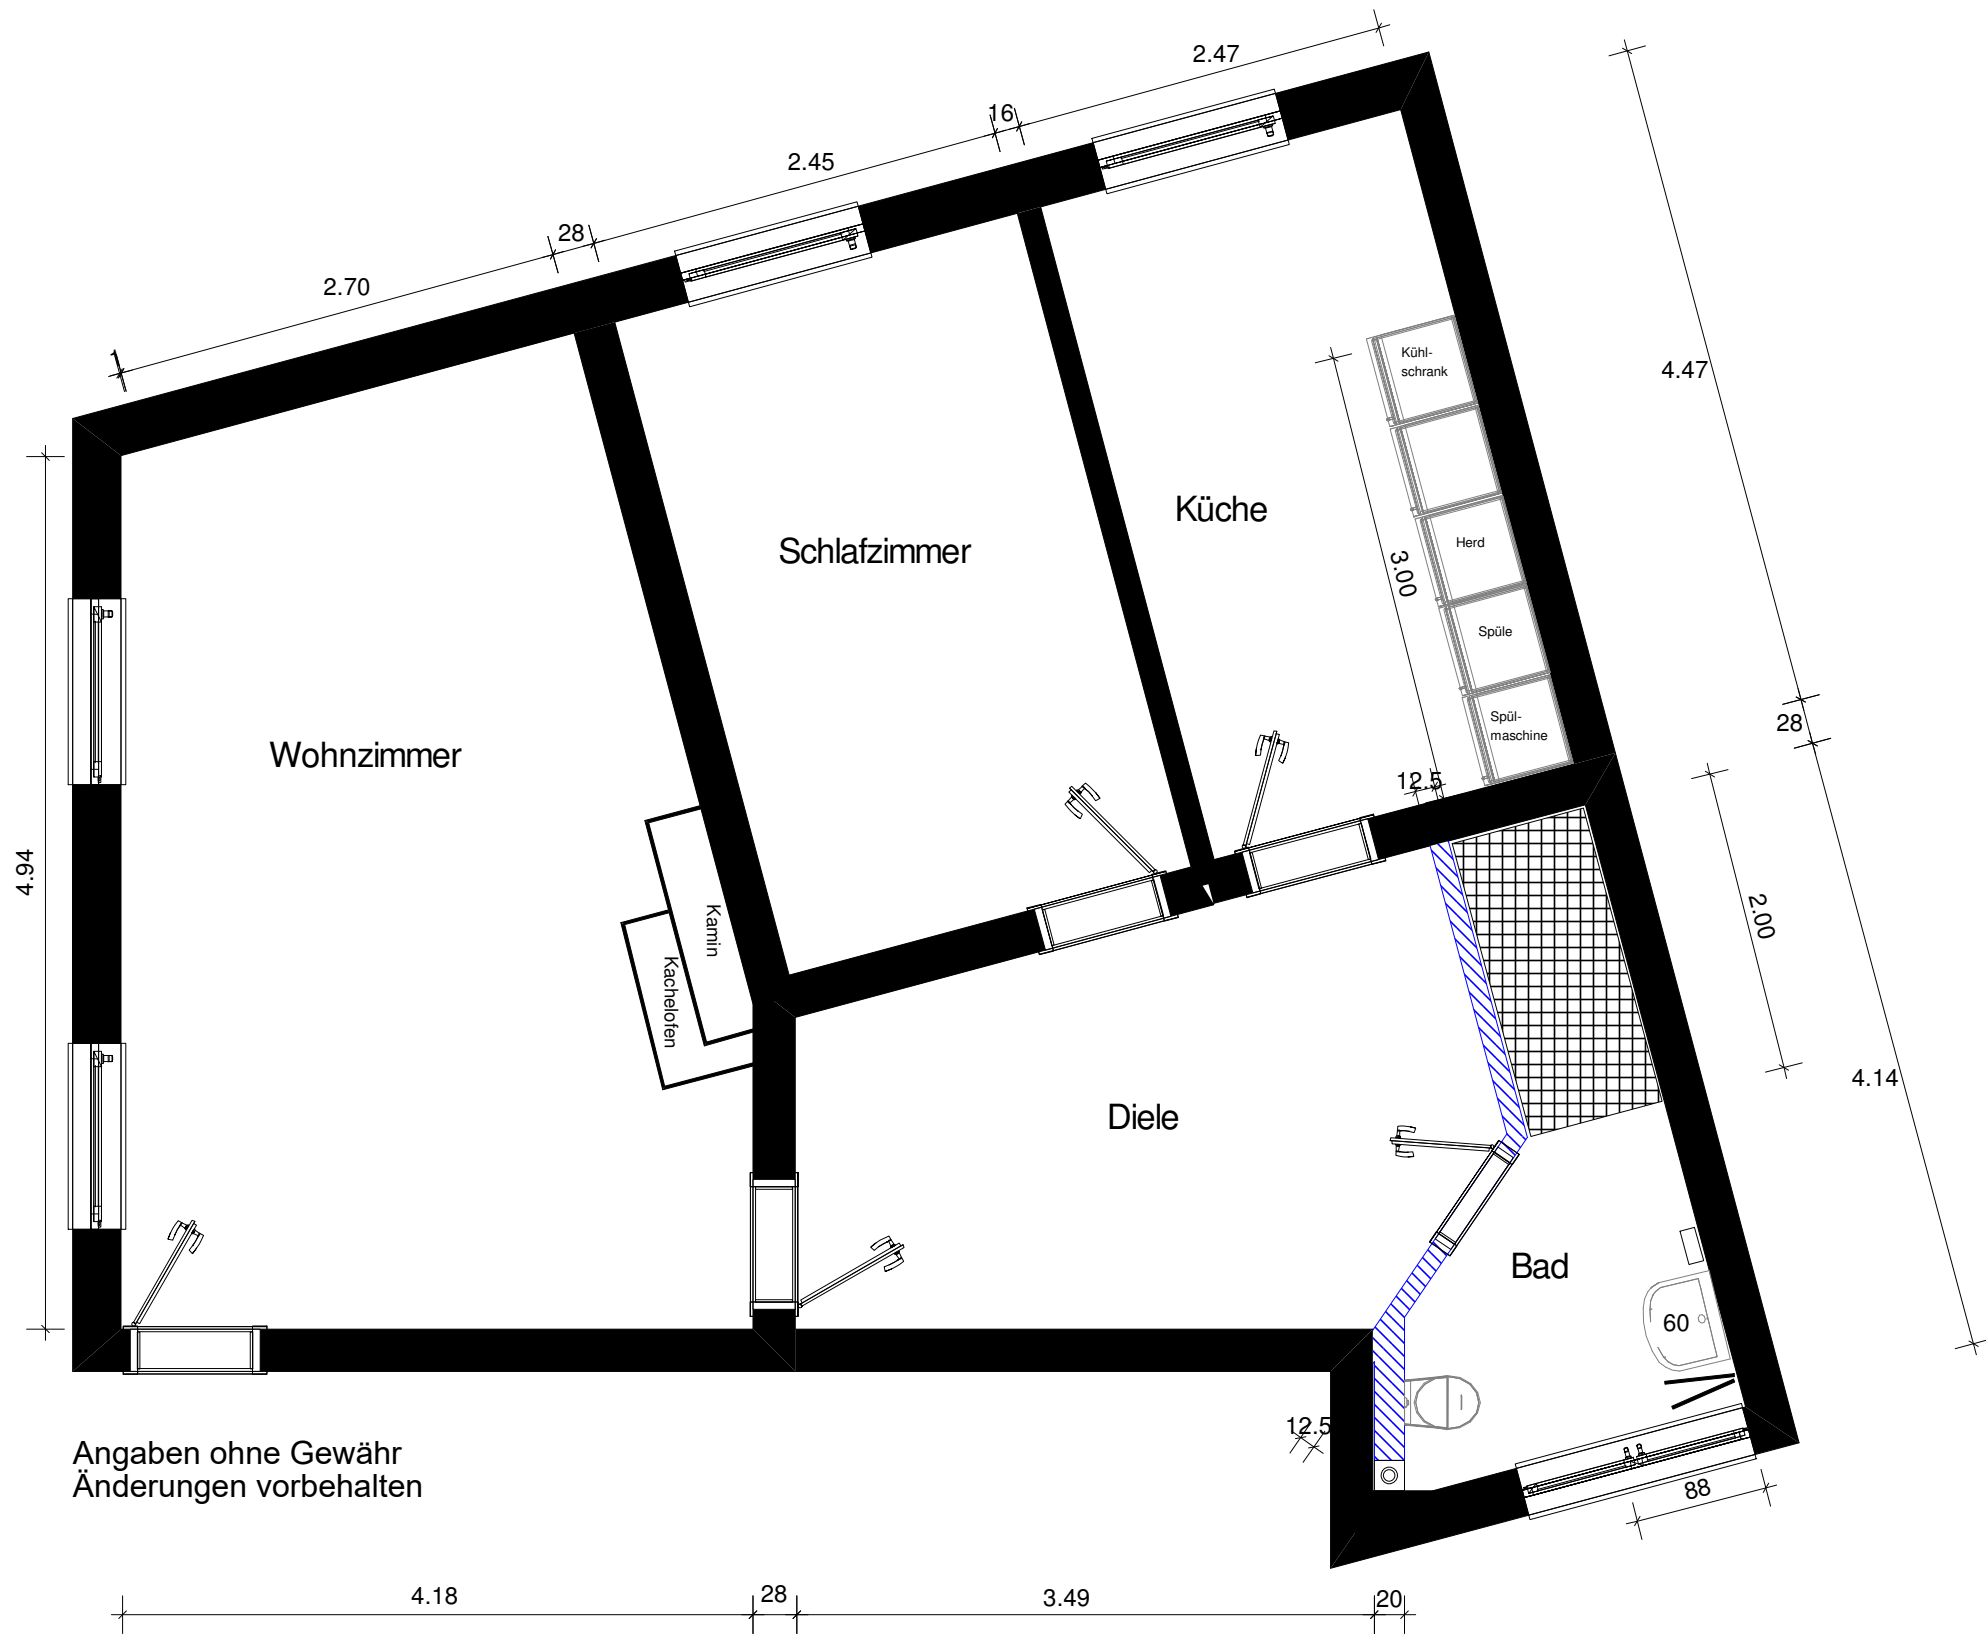 2.47
16
2.45
28
2.70
1
Kühl-
schrank
4.47
Küche
Schlafzimmer
Herd
3.00
Spüle
Spül-
maschine
28
Wohnzimmer
12.5
4.94
2.00
Kamin
Kachelofen
4.14
Diele
Bad
60
12.5
Angaben ohne Gewähr
Änderungen vorbehalten
88
4.18
28
3.49
20